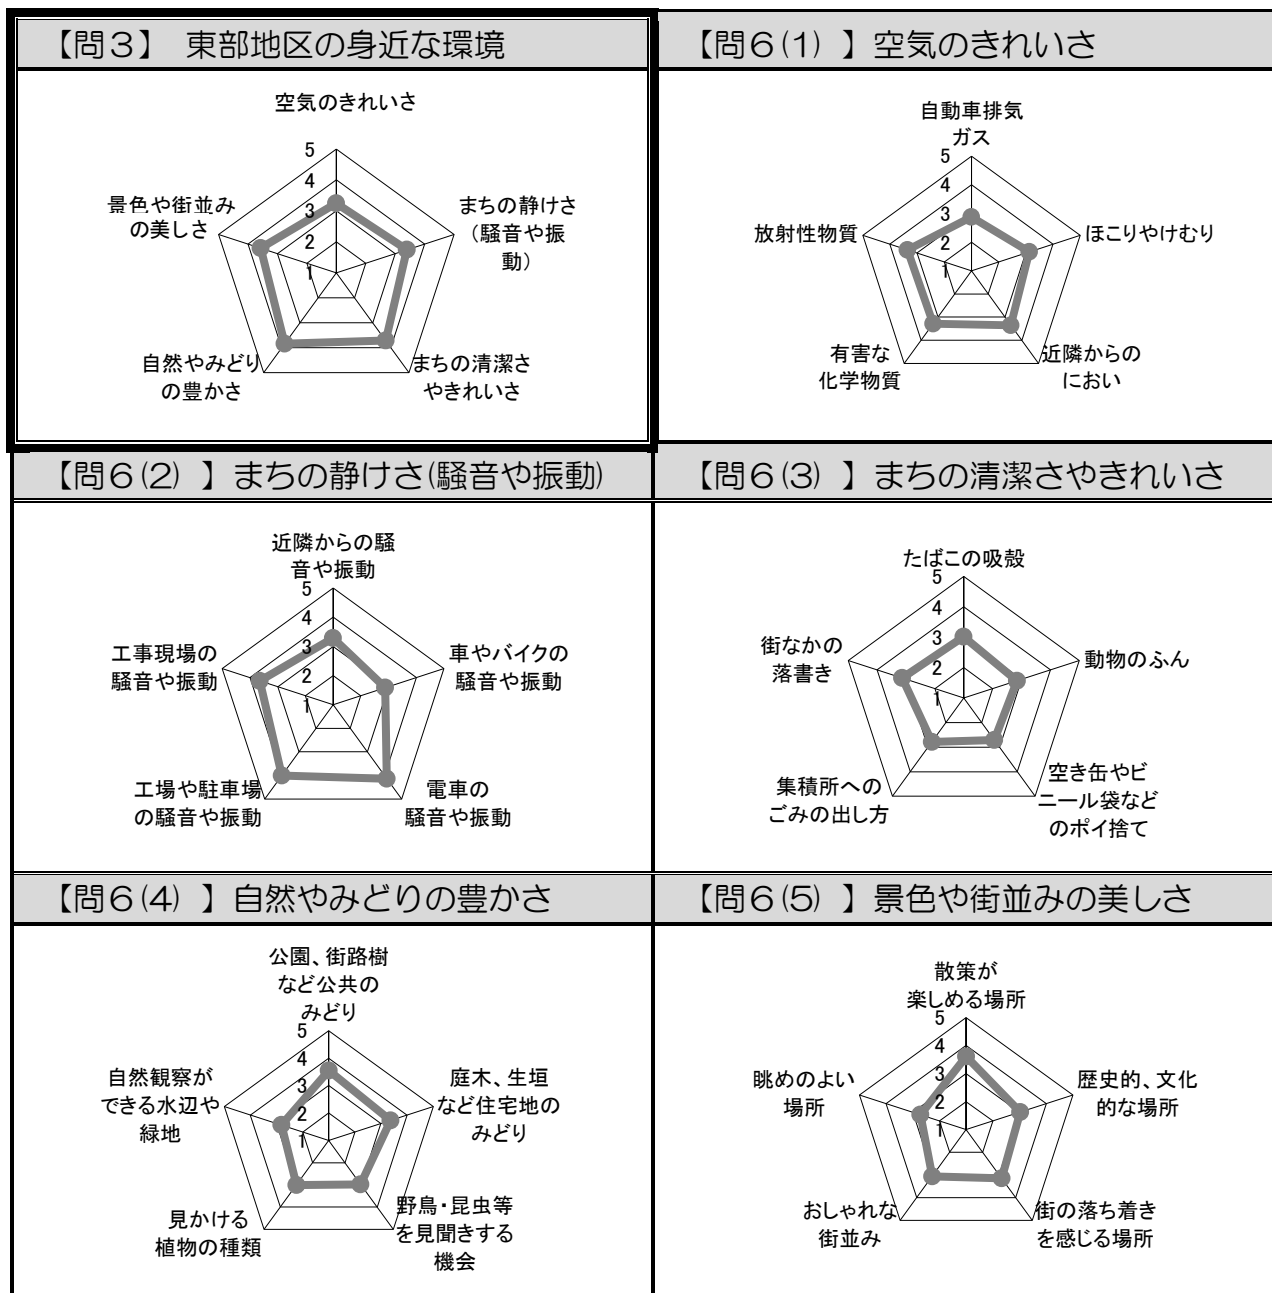 【問３】 東部地区の身近な環境
空気のきれいさ
5
4
3
2
1
まちの静けさ
（騒音や振
動）
まちの清潔さ
やきれいさ
自然やみどり
の豊かさ
景色や街並み
の美しさ
【問６(１) 】空気のきれいさ
自動車排気
ガス
5
4
3
2
1
ほこりやけむり
近隣からの
におい
有害な
化学物質
放射性物質
【問６(２) 】まちの静けさ(騒音や振動)
近隣からの騒
音や振動
5
4
3
2
1
車やバイクの
騒音や振動
電車の
騒音や振動
工場や駐車場
の騒音や振動
工事現場の
騒音や振動
【問６(３) 】まちの清潔さやきれいさ
たばこの吸殻
5
4
3
2
1
動物のふん
空き缶やビ
ニール袋など
のポイ捨て
集積所への
ごみの出し方
街なかの
落書き
【問６(４) 】自然やみどりの豊かさ
公園、街路樹
など公共の
みどり
5
4
3
2
1
庭木、生垣
など住宅地の
みどり
野鳥・昆虫等
を見聞きする
機会
見かける
植物の種類
自然観察が
できる水辺や
緑地
【問６(５) 】景色や街並みの美しさ
散策が
楽しめる場所
5
4
3
2
1
歴史的、文化
的な場所
街の落ち着き
を感じる場所
おしゃれな
街並み
眺めのよい
場所